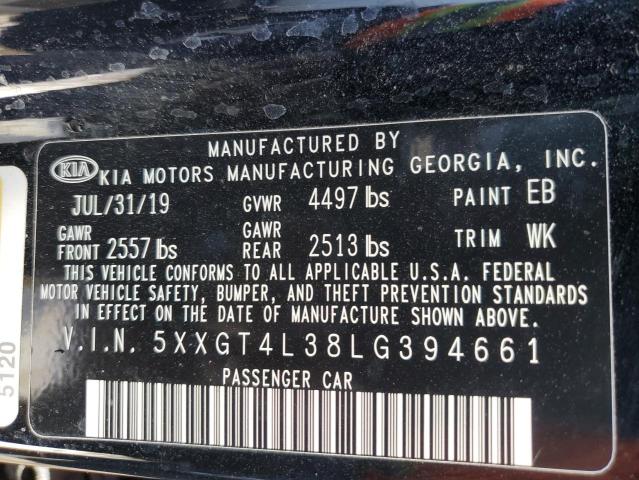 MANUFACTURED BY
KIA KIA MOTORS MANUFACTURING GEORGIA, INC.
JUL/31/19 GVWR 4497 lbs PAINT EB
GAWR FRONT 2557 lbs GAWR REAR 2513 lbs TRIM WK
THIS VEHICLE CONFORMS TO ALL APPLICABLE U.S.A. FEDERAL
MOTOR VEHICLE SAFETY, BUMPER, AND THEFT PREVENTION STANDARDS
IN EFFECT ON THE DATE OF MANUFACTURE SHOWN ABOVE.
V.I.N. 5XXGT4L38LG394661
PASSENGER CAR
5120